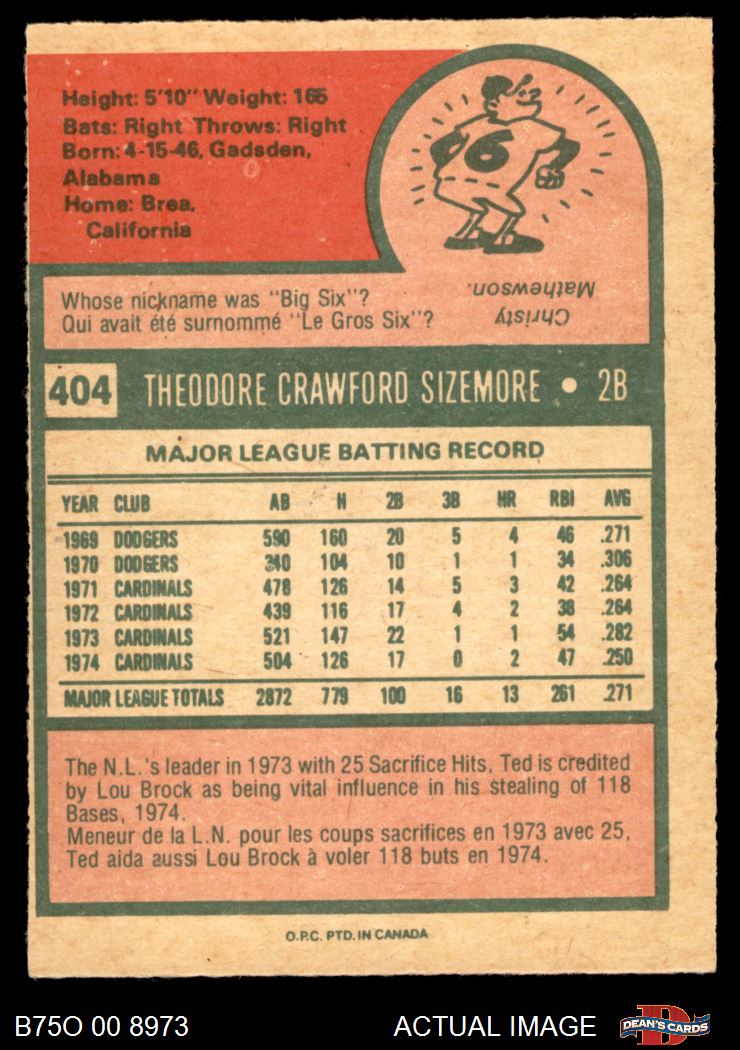 Height: 5'10" Weight: 165
Bats: Right Throws: Right
Born: 4-15-46, Gadsden,
Alabama
Home: Brea,
California
6
Christy
Mathewson.
Whose nickname was "Big Six"?
Qui avait été surnommé "Le Gros Six"?
404 THEODORE CRAWFORD SIZEMORE • 2B
MAJOR LEAGUE BATTING RECORD
YEAR CLUB AB H 2B 3B HR RBI AVG
1969 DODGERS 590 160 20 5 4 46 .271
1970 DODGERS 340 104 10 1 1 34 .306
1971 CARDINALS 478 126 14 5 3 42 .264
1972 CARDINALS 439 116 17 4 2 38 .264
1973 CARDINALS 521 147 22 1 1 54 .282
1974 CARDINALS 504 126 17 0 2 47 .250
MAJOR LEAGUE TOTALS 2872 779 100 16 13 261 .271
The N.L.'s leader in 1973 with 25 Sacrifice Hits, Ted is credited
by Lou Brock as being vital influence in his stealing of 118
Bases, 1974.
Meneur de la L.N. pour les coups sacrifices en 1973 avec 25,
Ted aida aussi Lou Brock à voler 118 buts en 1974.
O.P.C. PTD. IN CANADA
B75O 00 8973 ACTUAL IMAGE D DEAN'S CARDS